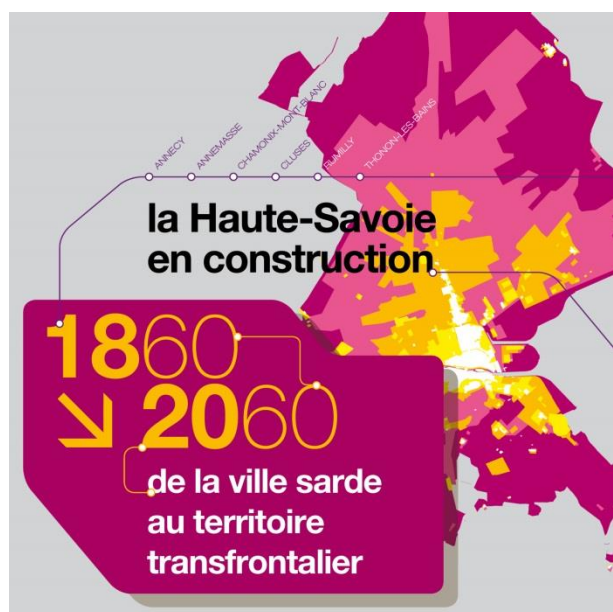 ANNECY
ANNEMASSE
CHAMONIX-MONT-BLANC
CLUSES
RUMILLY
THONON-LES-BAINS
la Haute-Savoie
en construction
1860
2060
de la ville sarde
au territoire
transfrontalier